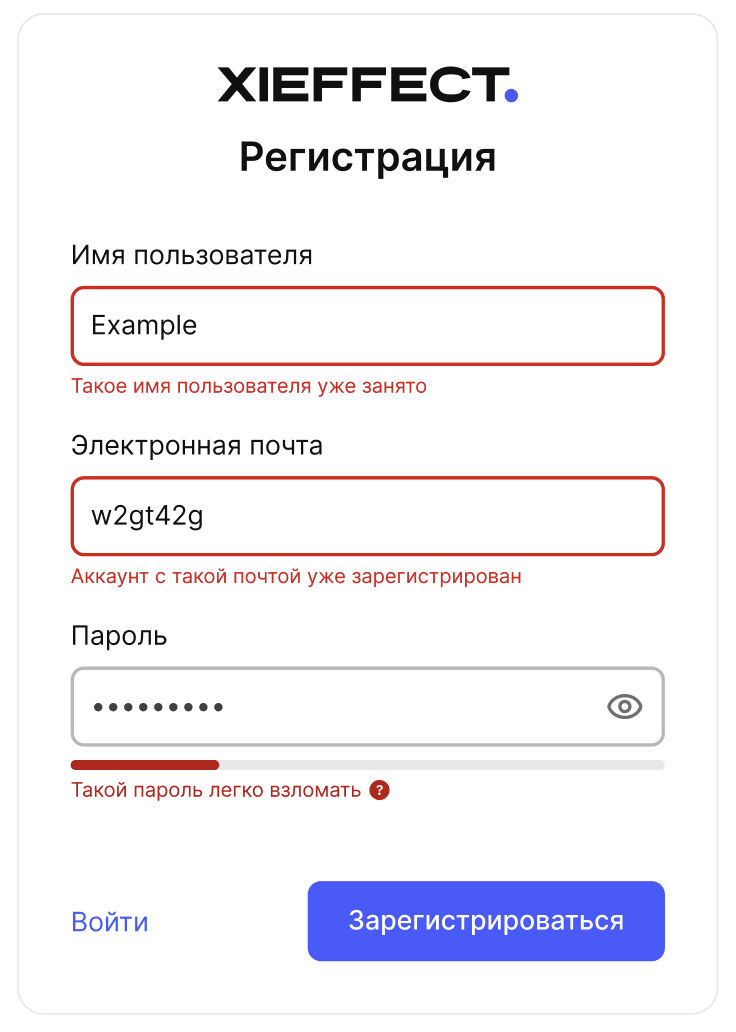 XIEFFECT.
Регистрация
Имя пользователя
Example
Такое имя пользователя уже занято
Электронная почта
w2gt42g
Аккаунт с такой почтой уже зарегистрирован
Пароль
•••••••••
Такой пароль легко взломать ?
Войти
Зарегистрироваться